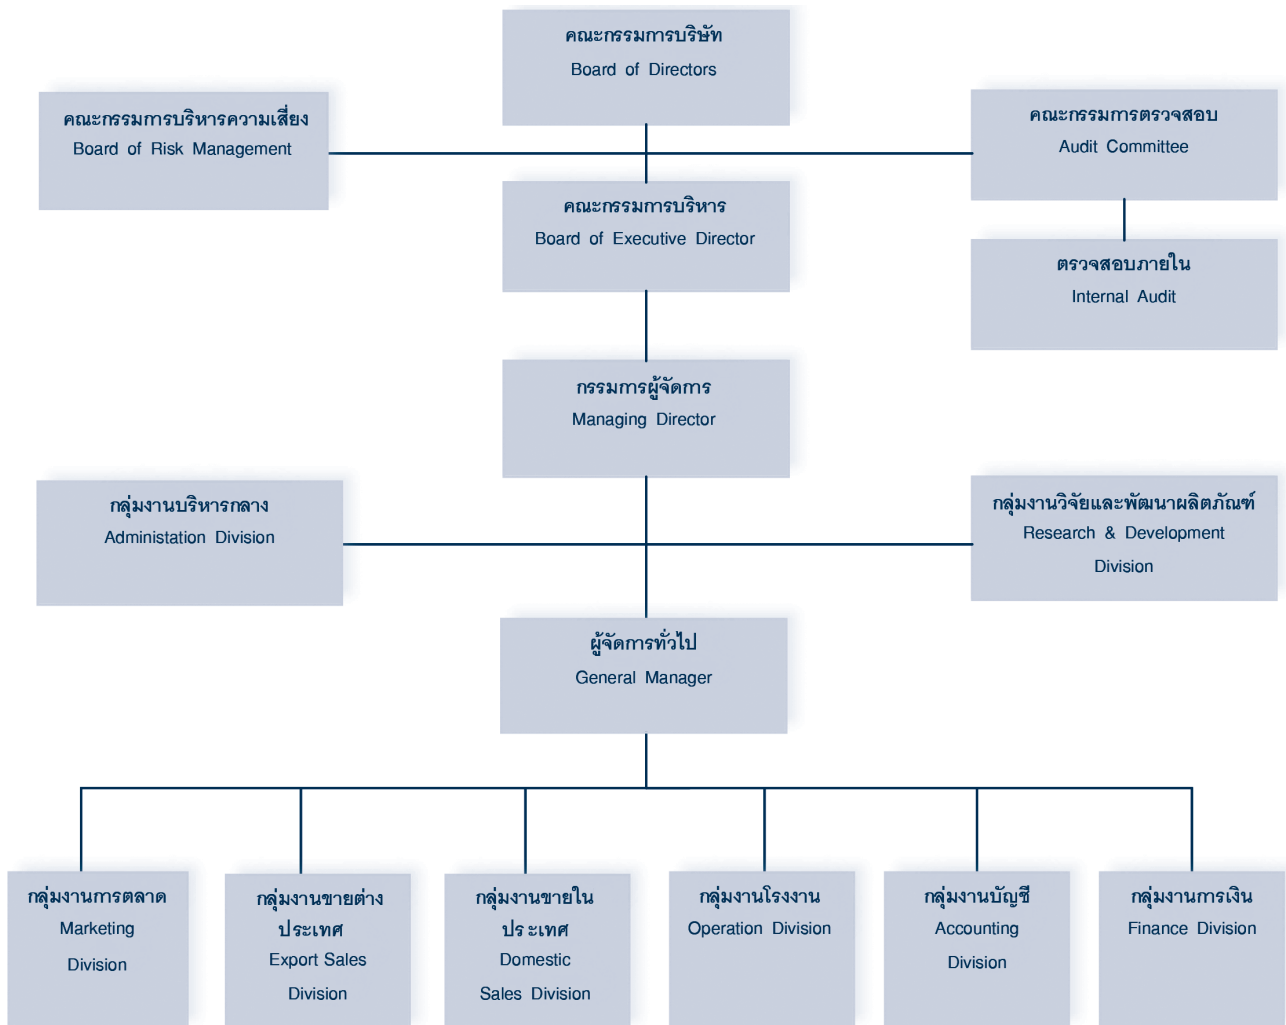 คณะกรรมการบริษัท
Board of Directors
คณะกรรมการบริหารความเสี่ยง
Board of Risk Management
คณะกรรมการตรวจสอบ
Audit Committee
คณะกรรมการบริหาร
Board of Executive Director
ตรวจสอบภายใน
Internal Audit
กรรมการผู้จัดการ
Managing Director
กลุ่มงานบริหารกลาง
Administation Division
กลุ่มงานวิจัยและพัฒนาผลิตภัณฑ์
Research & Development
Division
ผู้จัดการทั่วไป
General Manager
กลุ่มงานการตลาด
Marketing
Division
กลุ่มงานขายต่าง
ประเทศ
Export Sales
Division
กลุ่มงานขายใน
ประเทศ
Domestic
Sales Division
กลุ่มงานโรงงาน
Operation Division
กลุ่มงานบัญชี
Accounting
Division
กลุ่มงานการเงิน
Finance Division